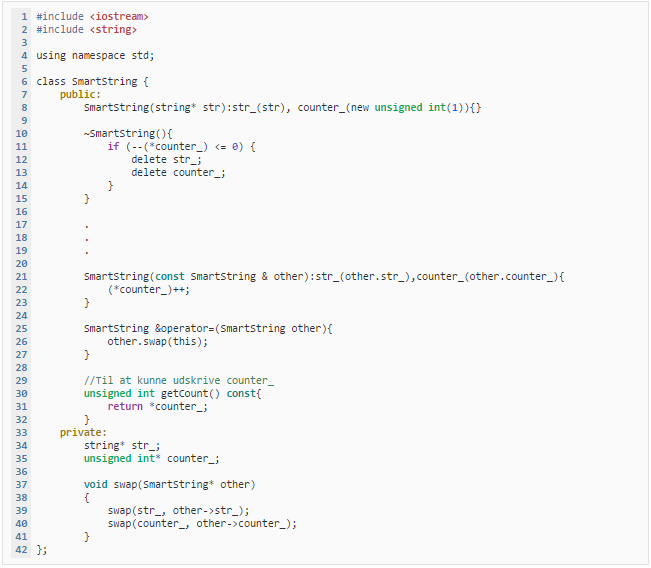 1 #include <iostream>
2 #include <string>
3
4 using namespace std;
5
6 class SmartString {
7     public:
8         SmartString(string* str):str_(str), counter_(new unsigned int(1)){}
9
10         ~SmartString(){
11             if (--(*counter_) <= 0) {
12                 delete str_;
13                 delete counter_;
14             }
15         }
16
17         .
18         .
19         .
20
21         SmartString(const SmartString & other):str_(other.str_),counter_(other.counter_){
22             (*counter_)++;
23         }
24
25         SmartString &operator=(SmartString other){
26             other.swap(this);
27         }
28
29         //Til at kunne udskrive counter_
30         unsigned int getCount() const{
31             return *counter_;
32         }
33     private:
34         string* str_;
35         unsigned int* counter_;
36
37         void swap(SmartString* other)
38         {
39             swap(str_, other->str_);
40             swap(counter_, other->counter_);
41         }
42 };